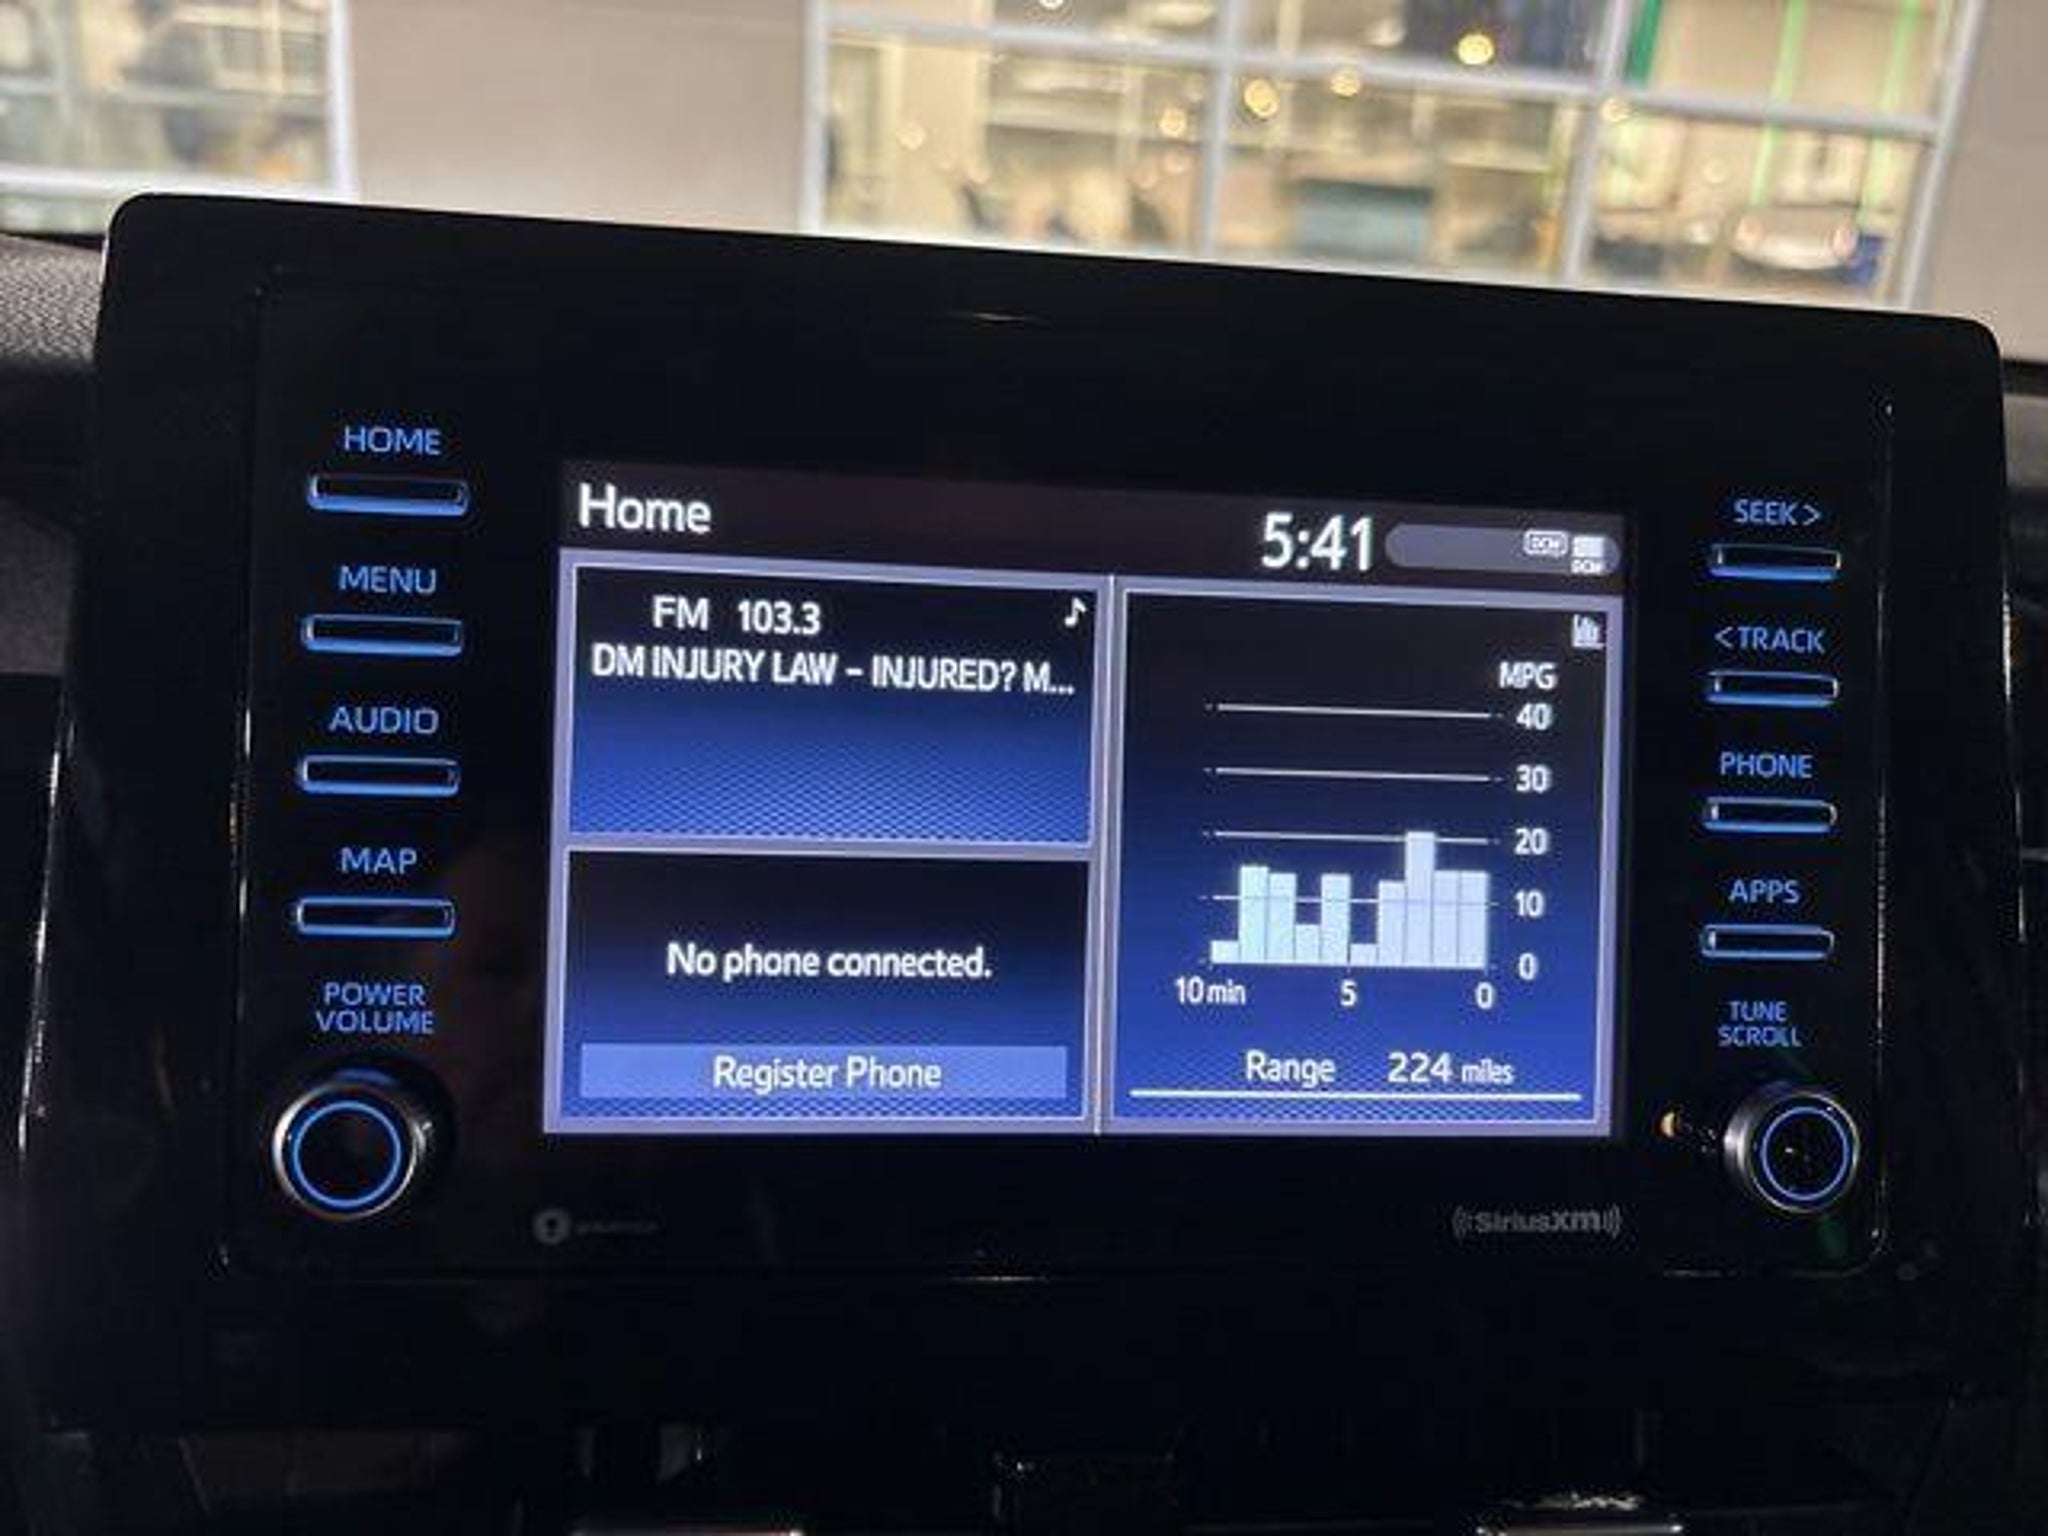 HOME
MENU
AUDIO
MAP
POWER
VOLUME
Home
5:41
DCM
DCM
FM 103.3
DM INJURY LAW - INJURED? M...
No phone connected.
Register Phone
MPG
40
30
20
10
0
10 min 5 0
Range 224 miles
SEEK >
< TRACK
PHONE
APPS
TUNE
SCROLL
((SiriusXM))